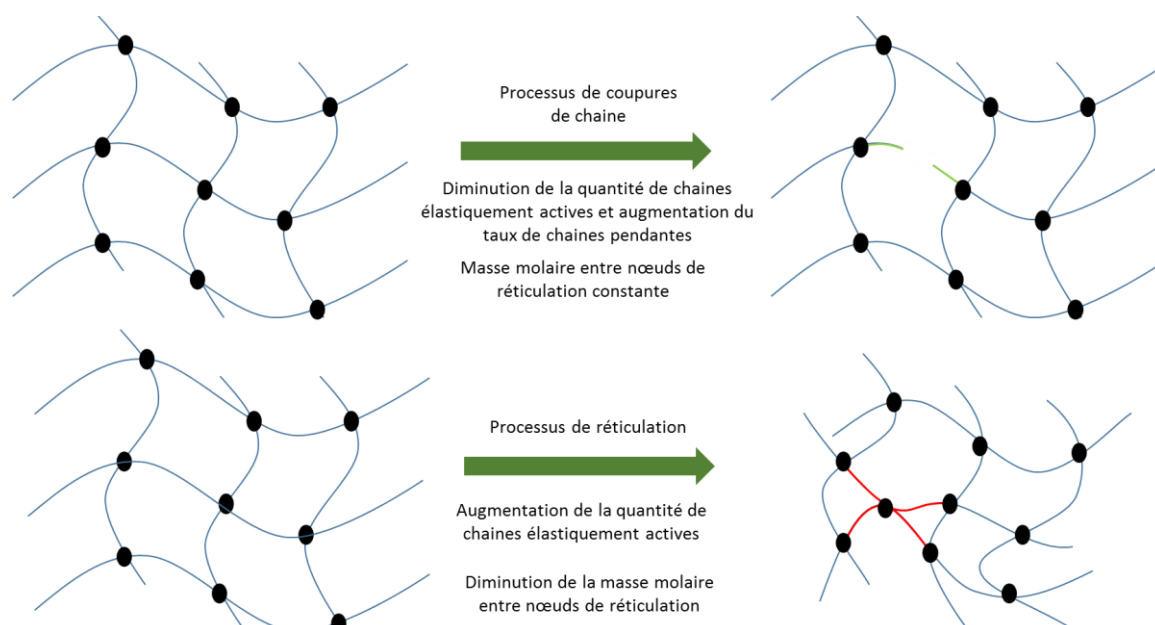 Processus de coupures
de chaine
Diminution de la quantité de chaines
élastiquement actives et augmentation du
taux de chaines pendantes
Masse molaire entre nœuds de
réticulation constante
Processus de réticulation
Augmentation de la quantité de
chaines élastiquement actives
Diminution de la masse molaire
entre nœuds de réticulation